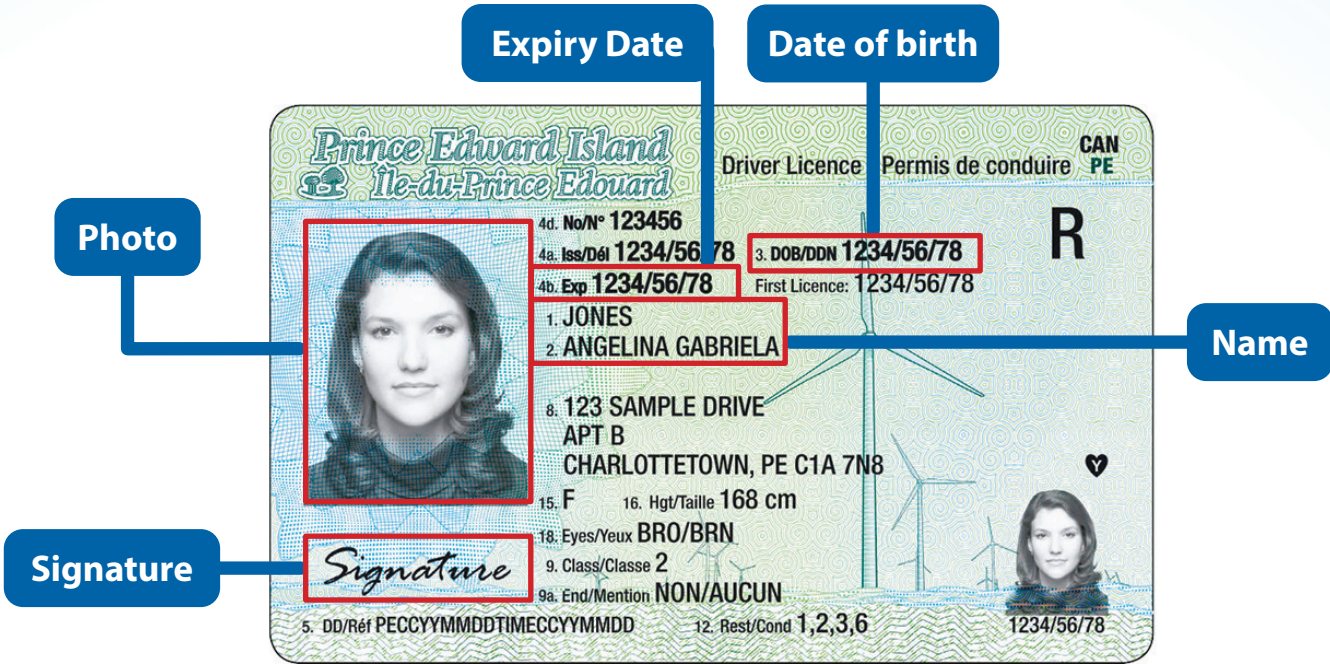 Expiry Date
Date of birth
Prince Edward Island
Île-du-Prince Edouard
Driver Licence Permis de conduire
CAN
PE
Photo
4d. No/N° 123456
R
4a. Iss/Dél 1234/56/78
3. DOB/DDN 1234/56/78
4b. Exp 1234/56/78
First Licence: 1234/56/78
1. JONES
2. ANGELINA GABRIELA
Name
8. 123 SAMPLE DRIVE
APT B
CHARLOTTETOWN, PE C1A 7N8
Y
15. F 16. Hgt/Taille 168 cm
18. Eyes/Yeux BRO/BRN
Signature
Signature
9. Class/Classe 2
9a. End/Mention NON/AUCUN
5. DD/Réf PECCYYMMDDTIMECCYYMMDD
12. Rest/Cond 1,2,3,6
1234/56/78